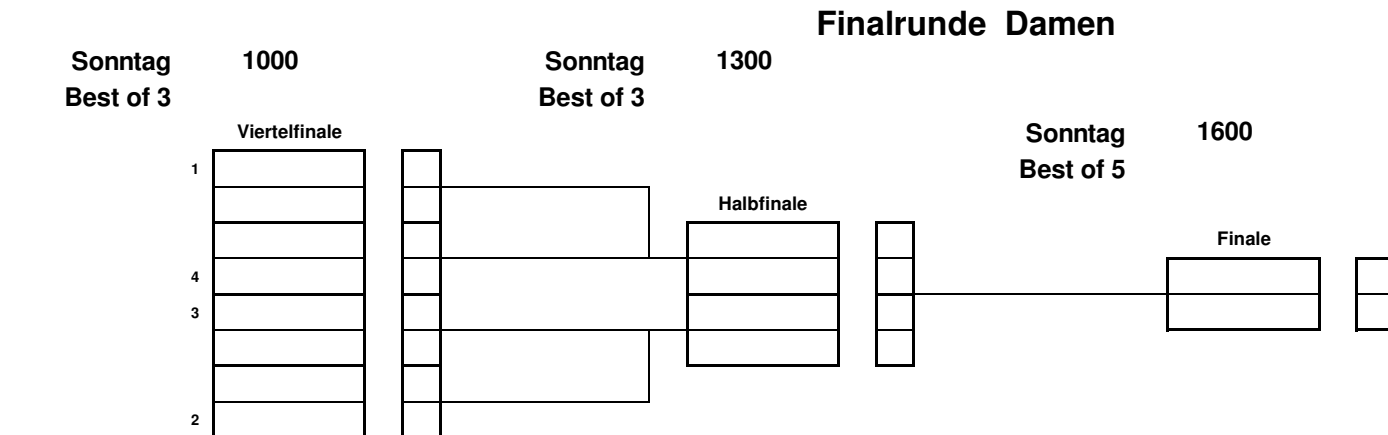 Finalrunde Damen
Sonntag 1000
Best of 3
Sonntag 1300
Best of 3
Sonntag 1600
Best of 5
Viertelfinale
1
4
3
2
Halbfinale
Finale